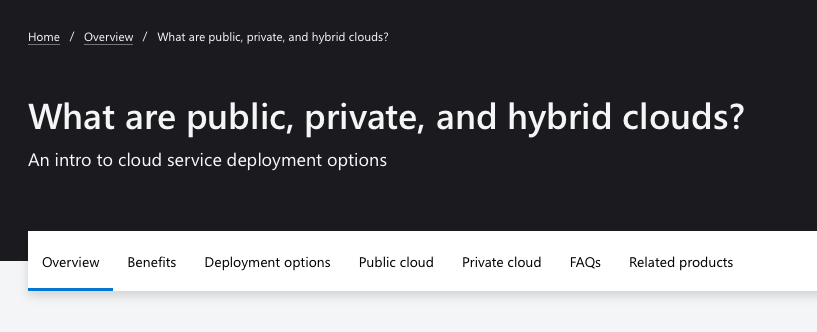 Home / Overview / What are public, private, and hybrid clouds?
What are public, private, and hybrid clouds?
An intro to cloud service deployment options
Overview Benefits Deployment options Public cloud Private cloud FAQs Related products